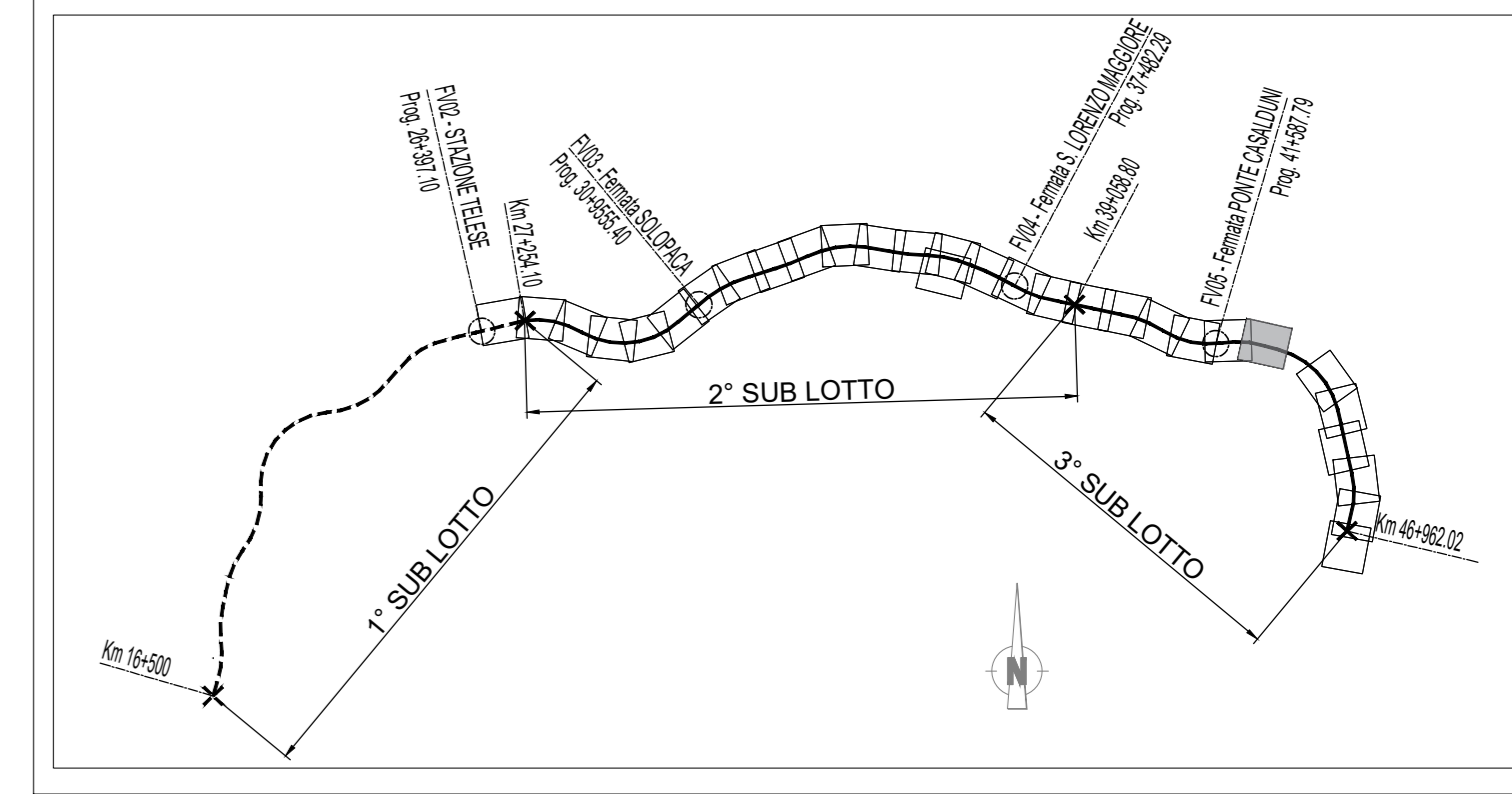 FV02 - STAZIONE TELESE
Prog. 26+397.10
Km 27+254.10
FV03 - Fermata SOLOPACA
Prog. 30+9555.40
FV04 - Fermata S. LORENZO MAGGIORE
Prog. 37+482.29
Km 39+058.80
FV05 - Fermata PONTE CASALDUNI
Prog. 41+587.79
2° SUB LOTTO
1° SUB LOTTO
3° SUB LOTTO
Km 46+962.02
Km 16+500
N